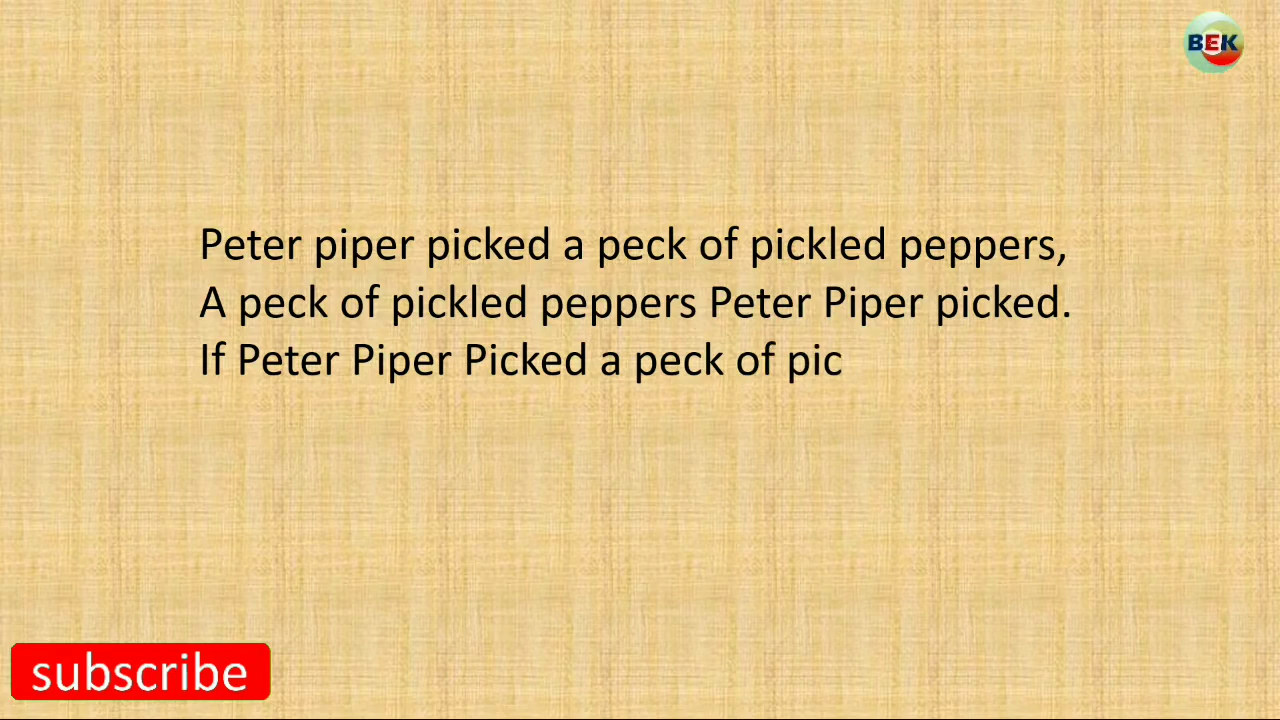 BEK
Peter piper picked a peck of pickled peppers,
A peck of pickled peppers Peter Piper picked.
If Peter Piper Picked a peck of pic
subscribe